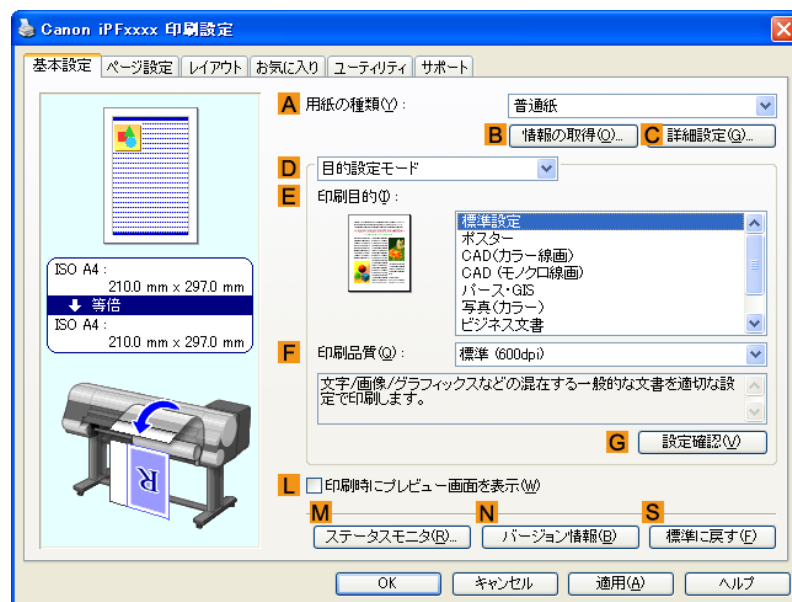 Canon iPFxxxx 印刷設定
基本設定 ページ設定 レイアウト お気に入り ユーティリティ サポート
A 用紙の種類(Y): 普通紙
B 情報の取得(O)... C 詳細設定(G)...
D 目的設定モード
E 印刷目的(I):
標準設定
ポスター
CAD(カラー線画)
CAD (モノクロ線画)
パース・GIS
写真(カラー)
ビジネス文書
ISO A4 :
210.0 mm x 297.0 mm
等倍
ISO A4 :
210.0 mm x 297.0 mm
F 印刷品質(Q): 標準 (600dpi)
文字/画像/グラフィックスなどの混在する一般的な文書を適切な設
定で印刷します。
G 設定確認(V)
R
L 印刷時にプレビュー画面を表示(W)
M N S
ステータスモニタ(R)... バージョン情報(B) 標準に戻す(F)
OK キャンセル 適用(A) ヘルプ